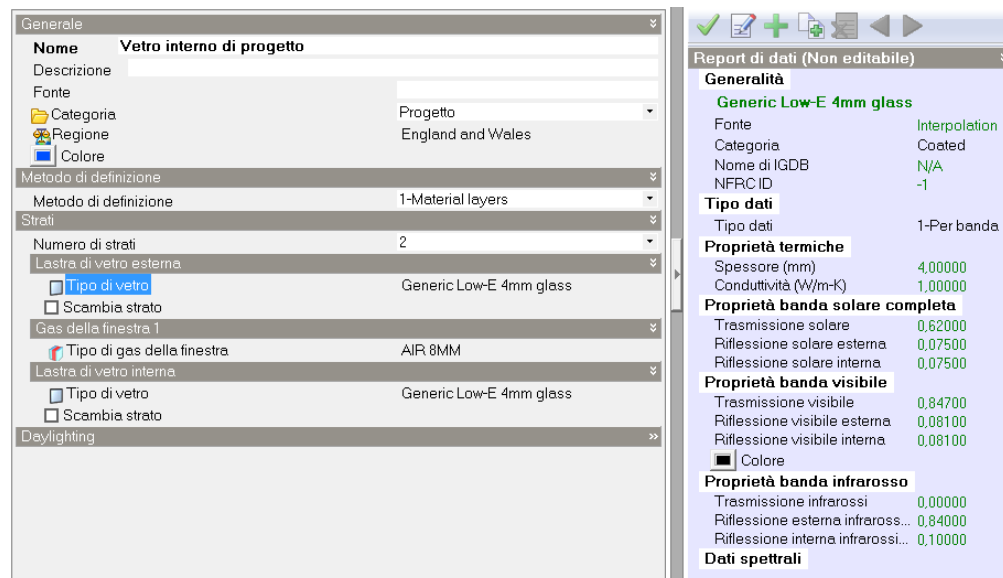 Generale
Nome Vetro interno di progetto
Descrizione
Fonte
Categoria Progetto
Regione England and Wales
Colore
Metodo di definizione
Metodo di definizione 1-Material layers
Strati
Numero di strati 2
Lastra di vetro esterna
Tipo di vetro Generic Low-E 4mm glass
Scambia strato
Gas della finestra 1
Tipo di gas della finestra AIR 8MM
Lastra di vetro interna
Tipo di vetro Generic Low-E 4mm glass
Scambia strato
Daylighting
Report di dati (Non editabile)
Generalità
Generic Low-E 4mm glass
Fonte Interpolation
Categoria Coated
Nome di IGDB N/A
NFRC ID -1
Tipo dati
Tipo dati 1-Per banda
Proprietà termiche
Spessore (mm) 4,00000
Conduttività (W/m-K) 1,00000
Proprietà banda solare completa
Trasmissione solare 0,62000
Riflessione solare esterna 0,07500
Riflessione solare interna 0,07500
Proprietà banda visibile
Trasmissione visibile 0,84700
Riflessione visibile esterna 0,08100
Riflessione visibile interna 0,08100
Colore
Proprietà banda infrarosso
Trasmissione infrarossi 0,00000
Riflessione esterna infraross... 0,84000
Riflessione interna infrarossi... 0,10000
Dati spettrali